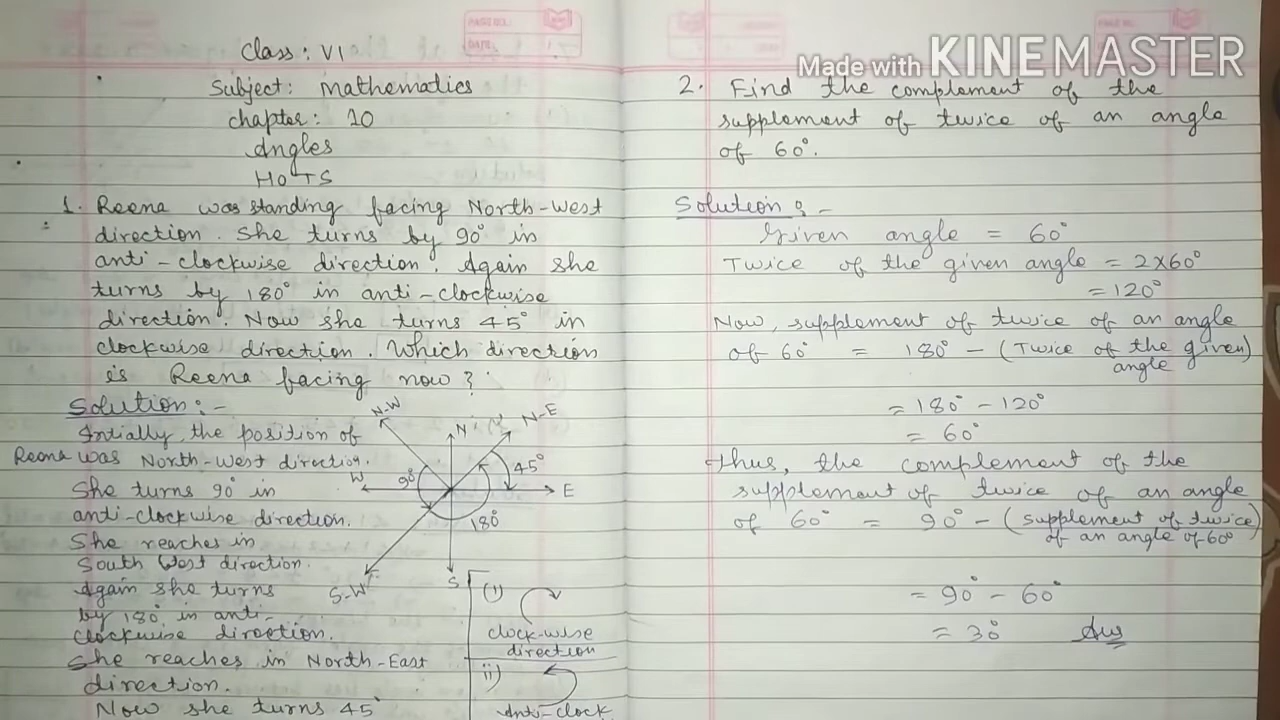 Made with KINEMASTER
PAGE NO.:
DATE:
Class: VI
Subject: Mathematics
Chapter: 10
Angles
HOTS
1. Reena was standing facing North-West
direction. She turns by 90° in
anti-clockwise direction. Again she
turns by 180° in anti-clockwise
direction. Now she turns 45° in
clockwise direction. Which direction
is Reena facing now?
Solution:-
Intially, the position of
Reena was North-West direction.
She turns 90° in
anti-clockwise direction.
She reaches in
South West direction.
Again she turns
by 180° in anti-
clockwise direction.
She reaches in North-East
direction.
Now she turns 45°
N-W
N
N-E
45°
90°
W
E
180°
S-W
S
(i)
clock-wise
direction
ii)
Anti-clock
2. Find the complement of the
supplement of twice of an angle
of 60°.
Solution:-
Given angle = 60°
Twice of the given angle = 2×60°
= 120°
Now, supplement of twice of an angle
of 60° = 180° - (Twice of the given)
angle
= 180° - 120°
= 60°
Thus, the complement of the
supplement of twice of an angle
of 60° = 90° - (supplement of twice)
of an angle of 60°
= 90° - 60°
= 30° Ans